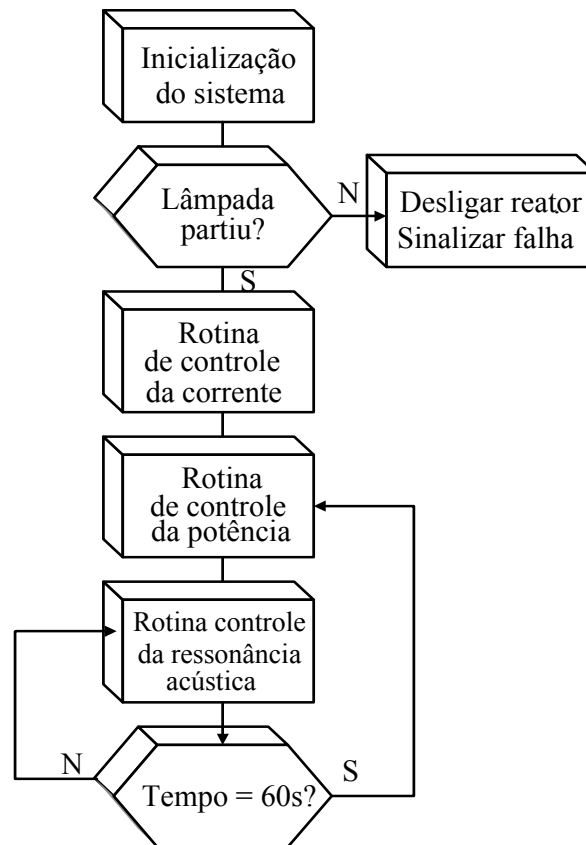 Inicialização
do sistema
Lâmpada
partiu?
N
Desligar reator
Sinalizar falha
S
Rotina
de controle
da corrente
Rotina
de controle
da potência
Rotina controle
da ressonância
acústica
N
Tempo = 60s?
S